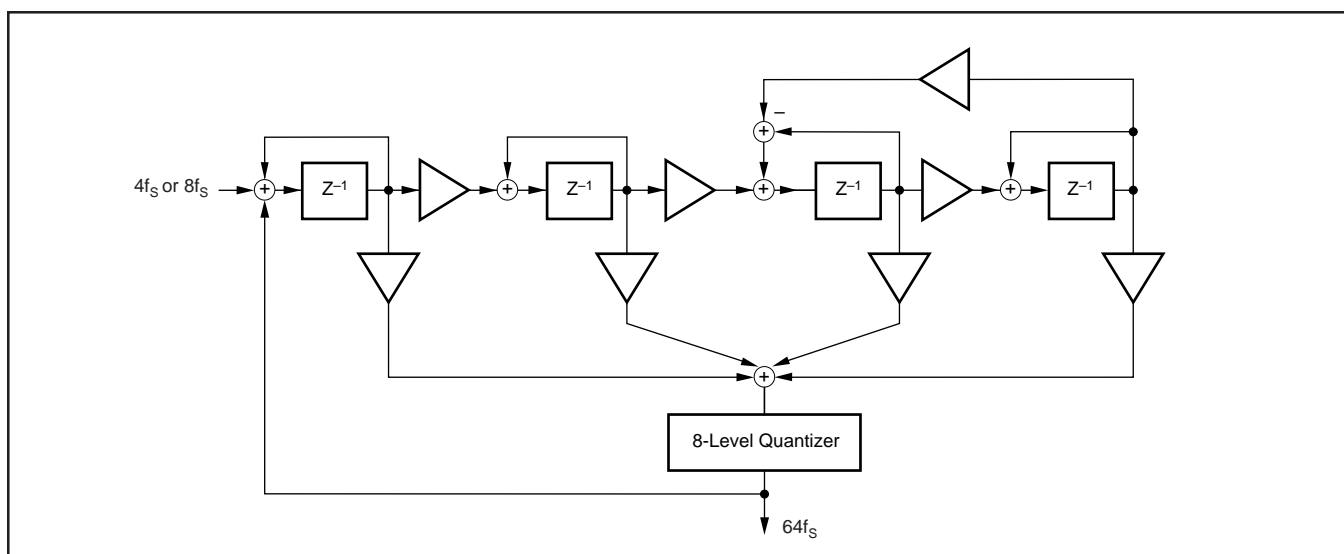 –
+
+
+
+
+
4f_S or 8f_S
Z⁻¹
Z⁻¹
Z⁻¹
Z⁻¹
+
8-Level Quantizer
64f_S